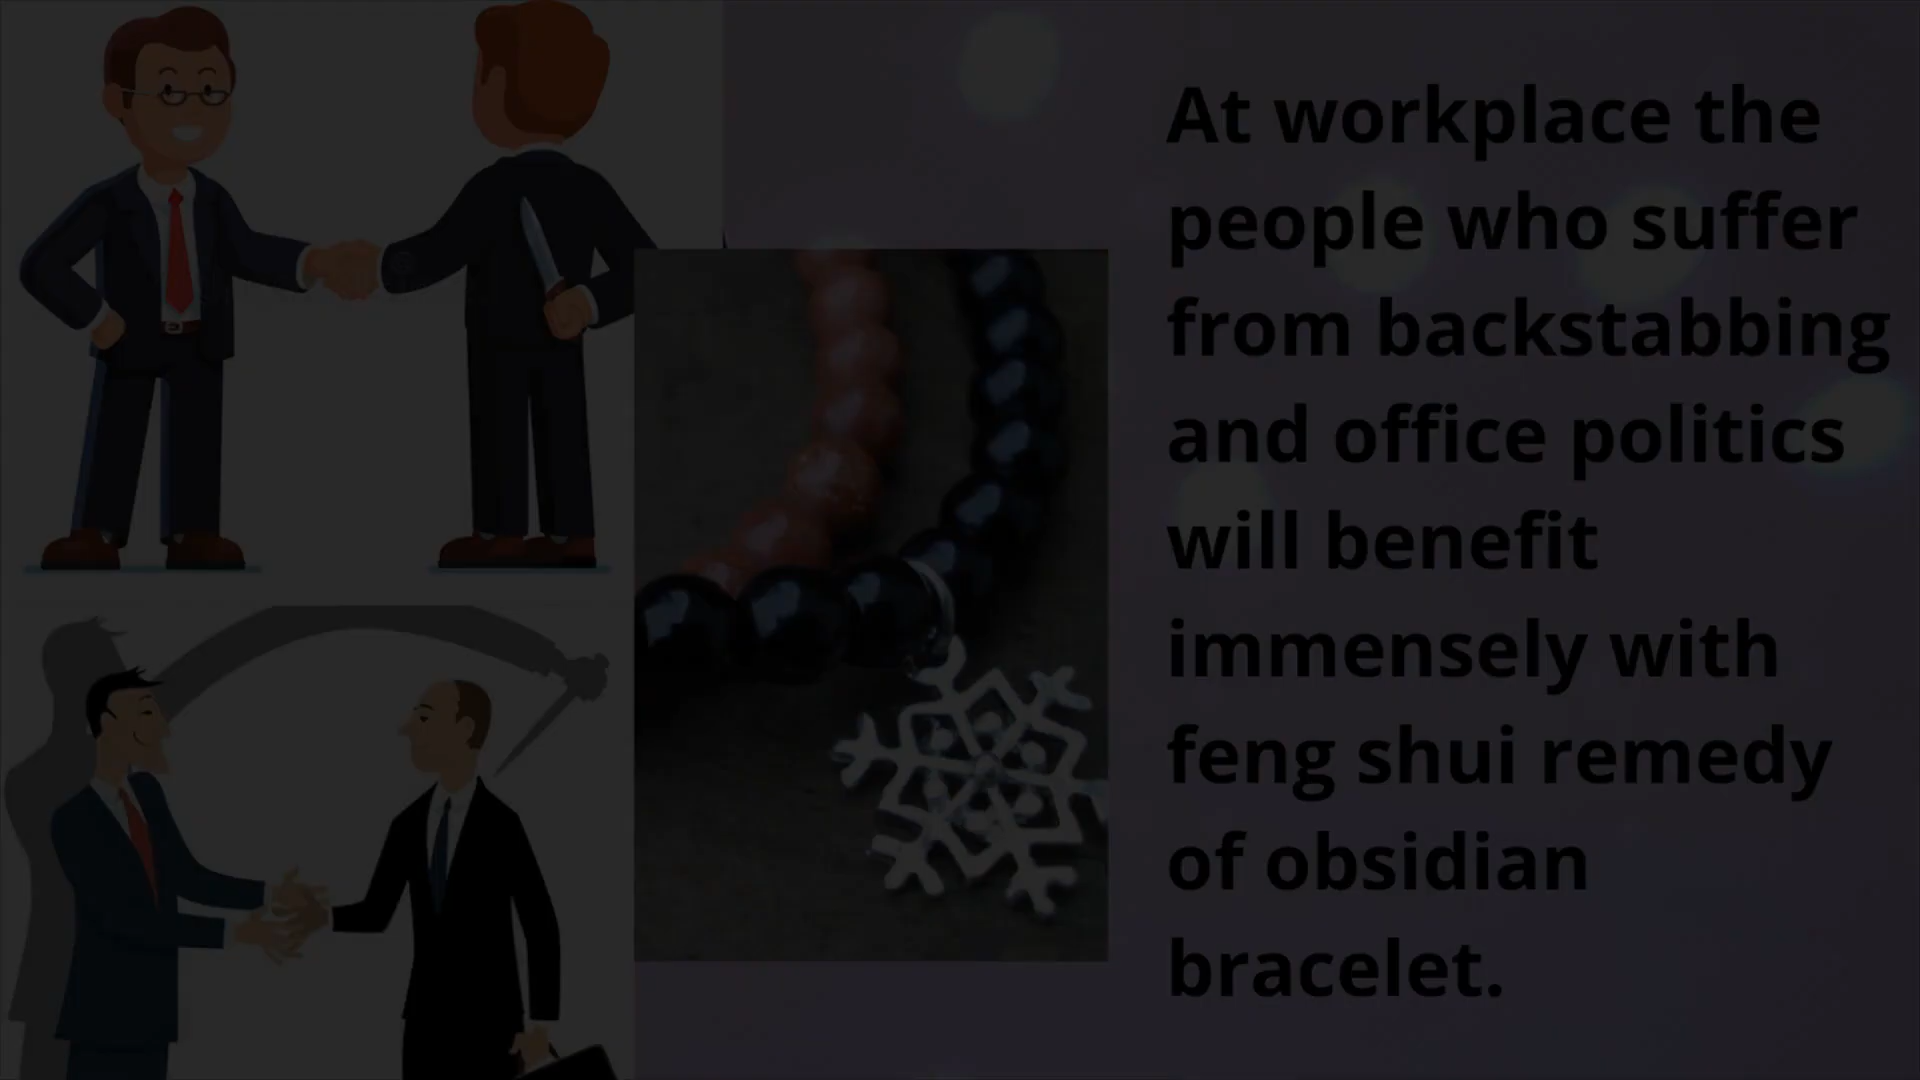 At workplace the
people who suffer
from backstabbing
and office politics
will benefit
immensely with
feng shui remedy
of obsidian
bracelet.